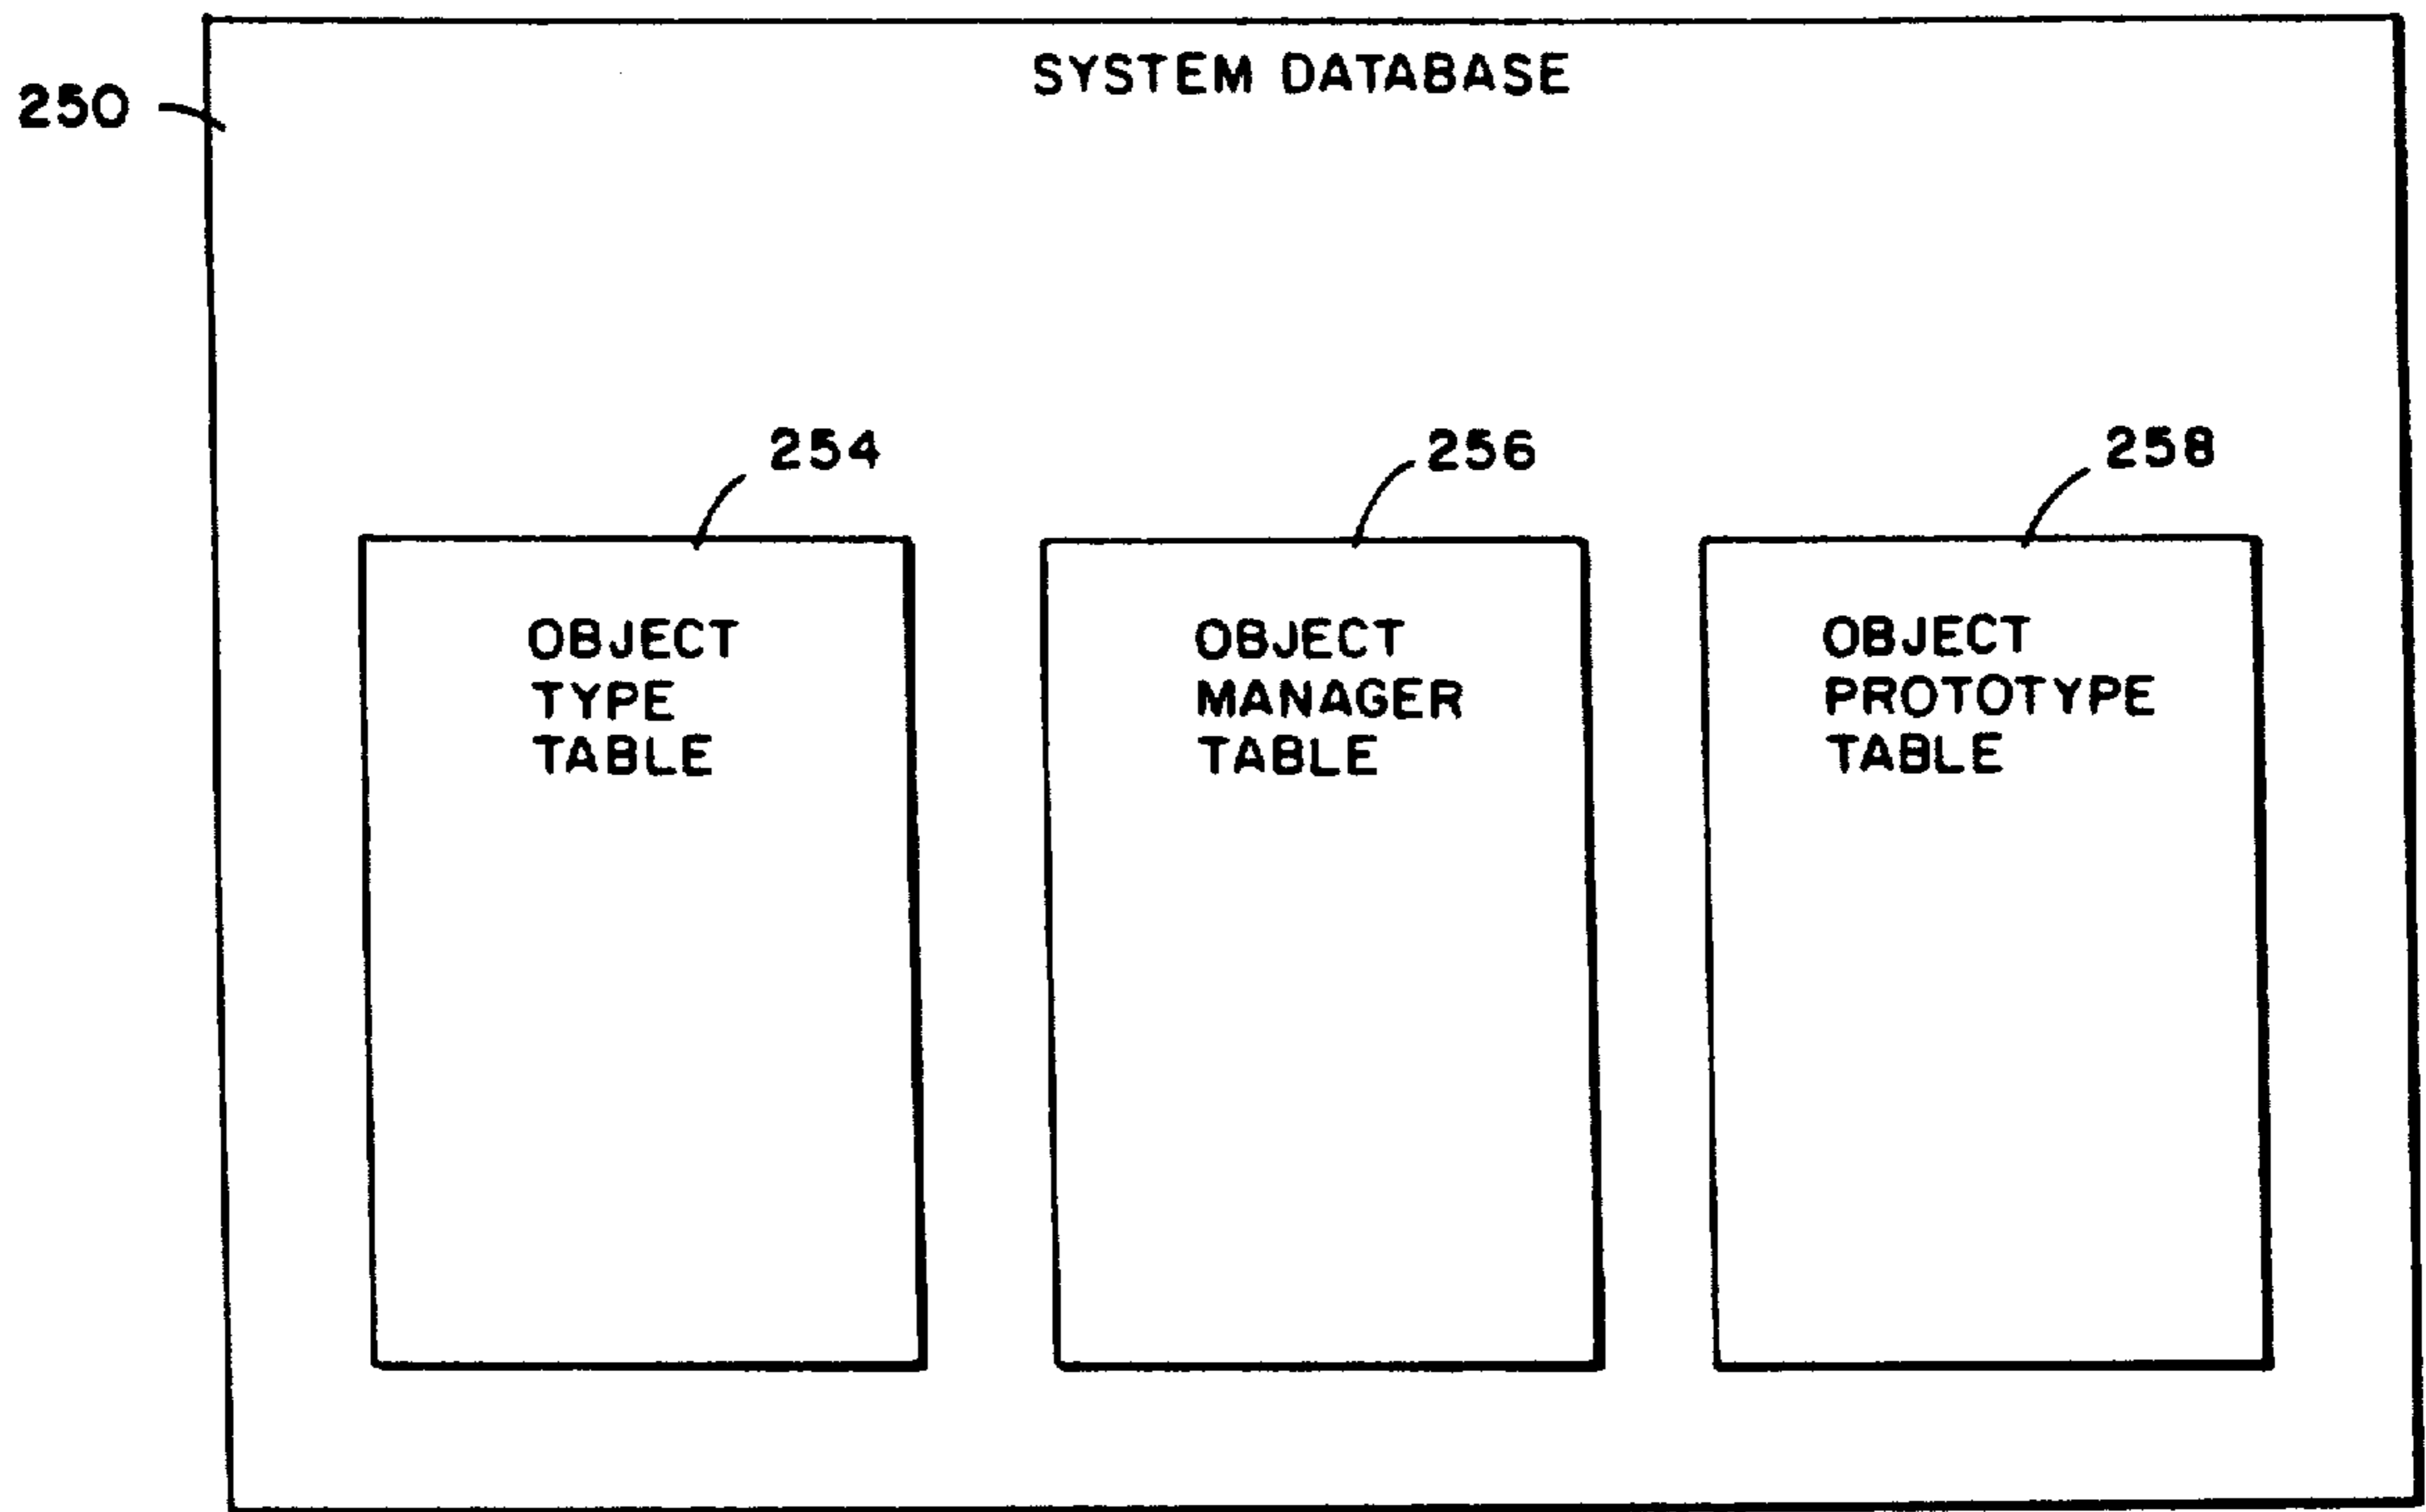 SYSTEM DATABASE
250
254
256
258
OBJECT
TYPE
TABLE
OBJECT
MANAGER
TABLE
OBJECT
PROTOTYPE
TABLE